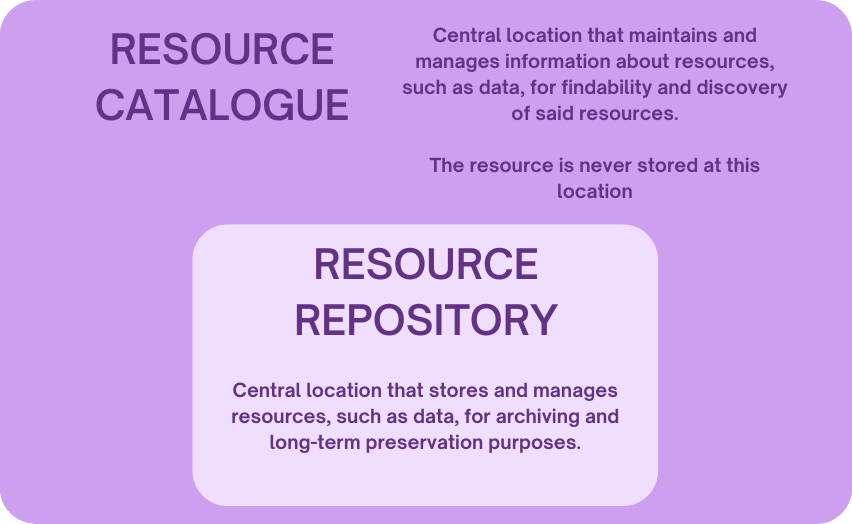 RESOURCE
CATALOGUE
Central location that maintains and
manages information about resources,
such as data, for findability and discovery
of said resources.
The resource is never stored at this
location
RESOURCE
REPOSITORY
Central location that stores and manages
resources, such as data, for archiving and
long-term preservation purposes.